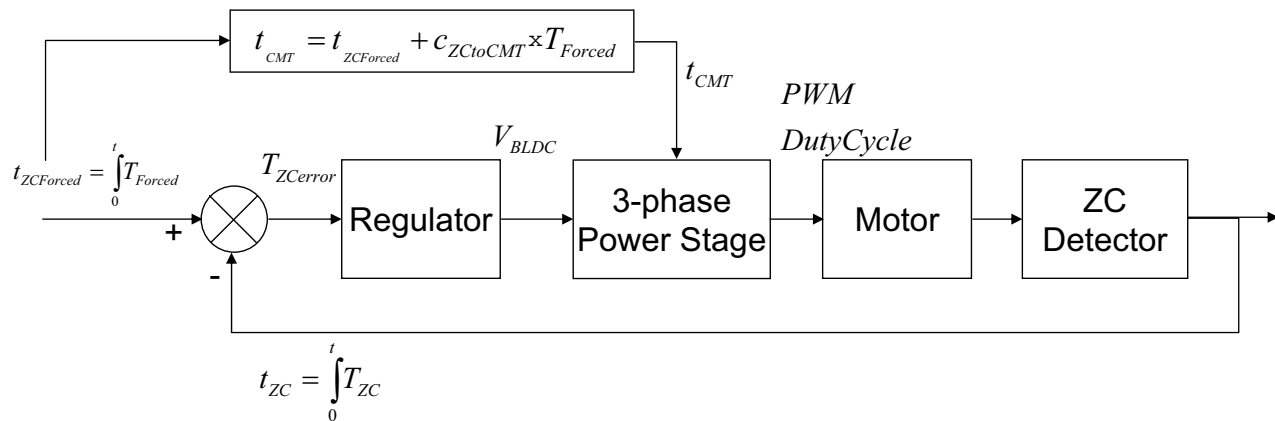 t_CMT = t_ZCForced + c_ZCtoCMT × T_Forced
t_CMT
PWM
DutyCycle
V_BLDC
t_ZCForced = ∫_0^t T_Forced
T_ZCerror
+
-
Regulator
3-phase
Power Stage
Motor
ZC
Detector
t_ZC = ∫_0^t T_ZC